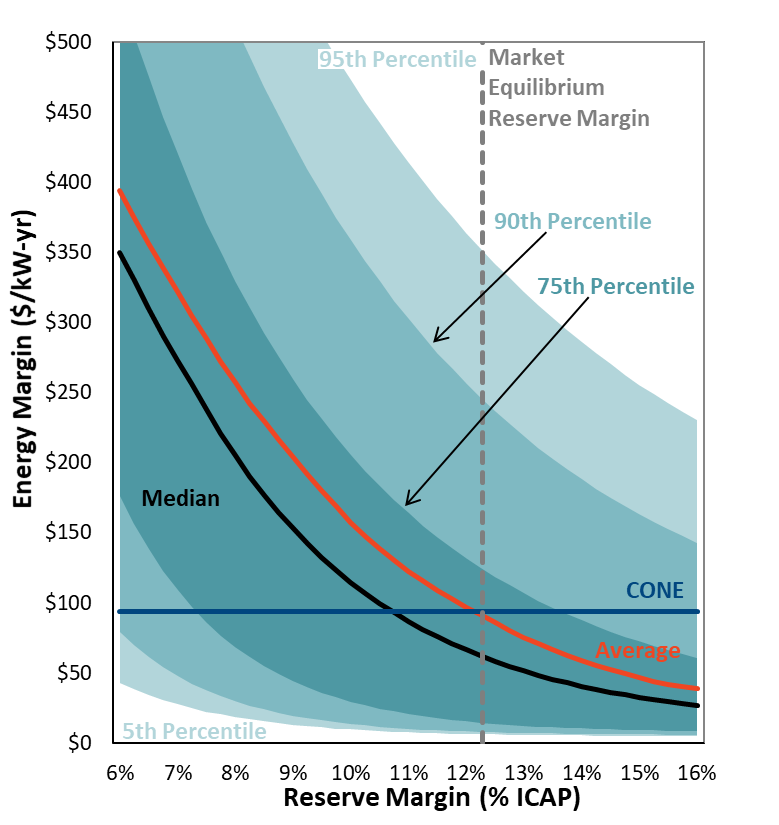 $500
$450
$400
$350
$300
$250
$200
$150
$100
$50
$0
Energy Margin ($/kW-yr)
95th Percentile
Market
Equilibrium
Reserve Margin
90th Percentile
75th Percentile
Median
CONE
Average
5th Percentile
6% 7% 8% 9% 10% 11% 12% 13% 14% 15% 16%
Reserve Margin (% ICAP)